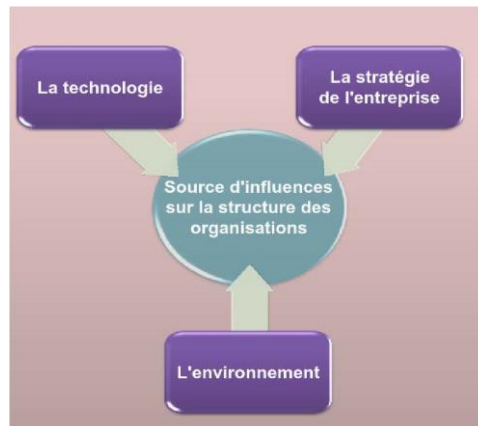 La technologie
La stratégie
de l'entreprise
Source d'influences
sur la structure des
organisations
L'environnement